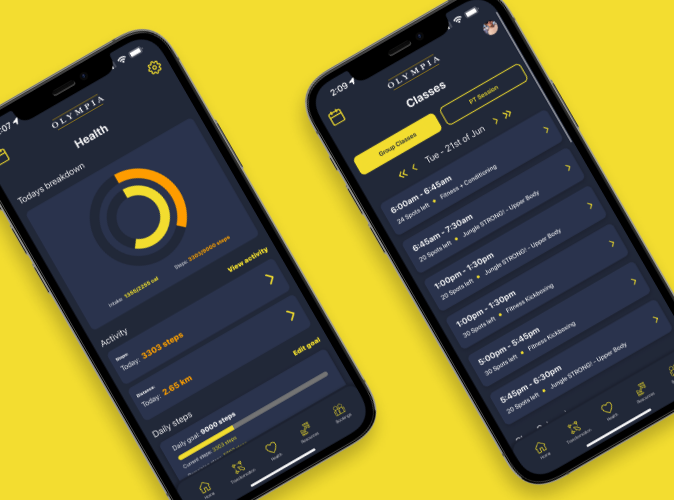 :07
OLYMPIA
Health
Todays breakdown
Intake: 1356/2250 cal
Steps: 3303/9000 steps
View activity
Activity
Steps:
Today: 3303 steps
Distance:
Today: 2.65 km
Edit goal
Daily steps
Daily goal: 9000 steps
Current steps: 3303 steps
Home
Transformation
Health
Resources
Bookings
2:09
OLYMPIA
Classes
Group Classes
PT Session
Tue - 21st of Jun
6:00am - 6:45am
24 Spots left • Fitness + Conditioning
6:45am - 7:30am
20 Spots left • Jungle STRONG! - Upper Body
1:00pm - 1:30pm
20 Spots left • Jungle STRONG! - Upper Body
1:00pm - 1:30pm
30 Spots left • Fitness Kickboxing
5:00pm - 5:45pm
30 Spots left • Fitness Kickboxing
5:45pm - 6:30pm
20 Spots left • Jungle STRONG! - Upper Body
Home
Transformation
Health
Resources